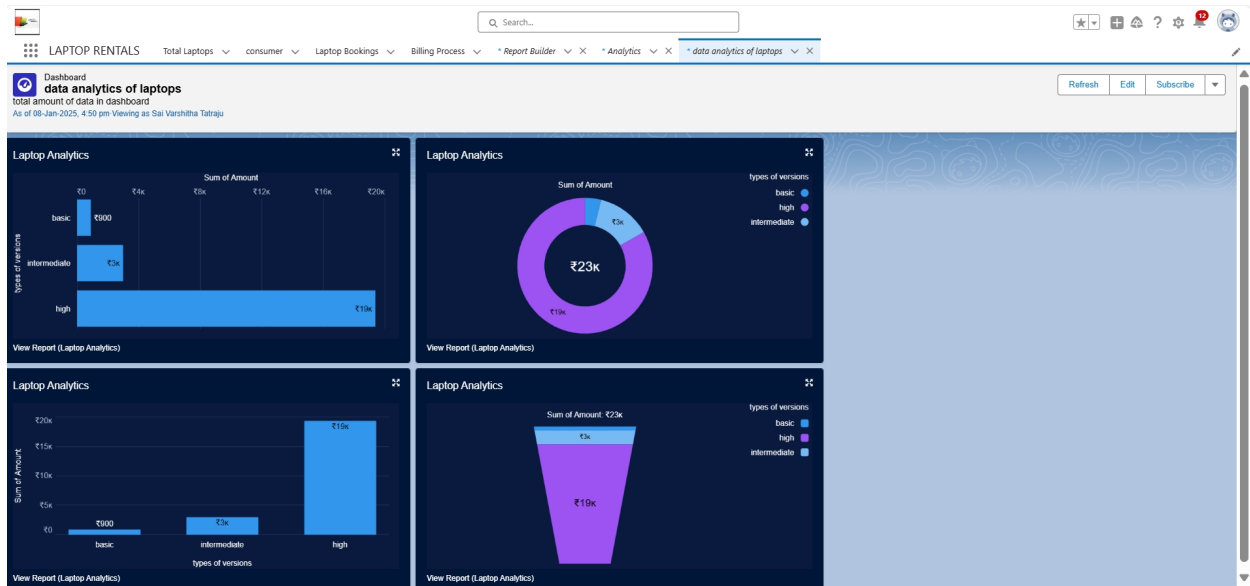 Search...
12
LAPTOP RENTALS Total Laptops consumer Laptop Bookings Billing Process * Report Builder * Analytics * data analytics of laptops
Dashboard
data analytics of laptops
total amount of data in dashboard
As of 08-Jan-2025, 4:50 pm·Viewing as Sai Varshitha Tatraju
Refresh Edit Subscribe
Laptop Analytics
Sum of Amount
₹0 ₹4K ₹8K ₹12K ₹16K ₹20K
types of versions
basic ₹900
intermediate ₹3K
high ₹19K
View Report (Laptop Analytics)
Laptop Analytics
Sum of Amount
types of versions
basic
high
intermediate
₹3K
₹23K
₹19K
View Report (Laptop Analytics)
Laptop Analytics
Sum of Amount
₹20K
₹15K
₹10K
₹5K
₹0
₹900 ₹3K ₹19K
basic intermediate high
types of versions
View Report (Laptop Analytics)
Laptop Analytics
Sum of Amount: ₹23K
types of versions
basic
high
intermediate
₹3K
₹19K
View Report (Laptop Analytics)